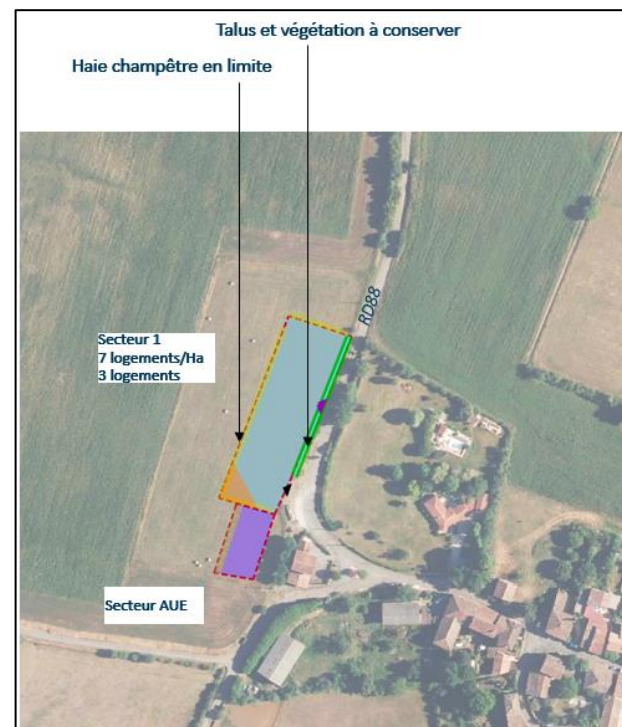 Talus et végétation à conserver
Haie champêtre en limite
RD88
Secteur 1
7 logements/Ha
3 logements
Secteur AUE